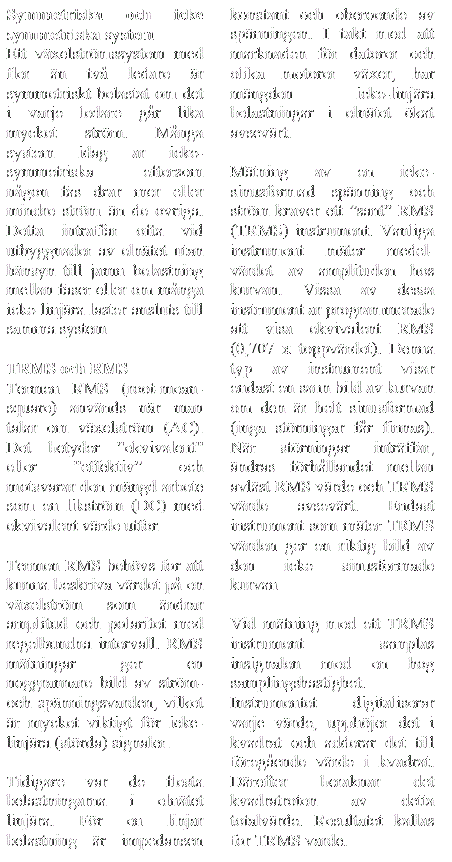 Symmetriska och icke
symmetriska system
Ett växelströmssystem med
fler än två ledare är
symmetriskt belastat om det
i varje ledare går lika
mycket ström. Många
system idag är icke-
symmetriska eftersom
någon fas drar mer eller
mindre ström än de övriga.
Detta inträffar ofta vid
utbyggnader av elnätet utan
hänsyn till jämn belastning
mellan faser eller om många
icke linjära laster ansluts till
samma system
TRMS och RMS
Termen RMS (root-mean-
square) används när man
talar om växelström (AC).
Det betyder "ekvivalent"
eller "effektiv" och
motsvarar den mängd arbete
som en likström (DC) med
ekvivalent värde utför
Termen RMS behövs för att
kunna beskriva värdet på en
växelström som ändrar
amplitud och polaritet med
regelbundna intervall. RMS
mätningar ger en
noggrannare bild av ström-
och spänningsvärden, vilket
är mycket viktigt för icke-
linjära (störda) signaler.
Tidigare var de flesta
belastningarna i elnätet
linjära. För en linjär
belastning är impedansen
konstant och oberoende av
spänningen. I takt med att
marknaden för datorer och
olika motorer växer, har
mängden icke-linjära
belastningar i elnätet ökat
avsevärt.
Mätning av en icke-
sinusformad spänning och
ström kräver ett "sant" RMS
(TRMS) instrument. Vanliga
instrument mäter medel-
värdet av amplituden hos
kurvan. Vissa av dessa
instrument är programmerade
att visa ekvivalent RMS
(0,707 x toppvärdet). Denna
typ av instrument visar
endast en sann bild av kurvan
om den är helt sinusformad
(inga störningar får finnas).
När störningar inträffar,
ändras förhållandet mellan
avläst RMS värde och TRMS
värde avsevärt. Endast
instrument som mäter TRMS
värden ger en riktig bild av
den icke sinusformade
kurvan
Vid mätning med ett TRMS
instrument samplas
insignalen med en hög
samplingshastighet.
Instrumentet digitaliserar
varje värde, upphöjer det i
kvadrat och adderar det till
föregående värde i kvadrat.
Därefter beräknar det
kvadratroten av detta
totalvärde. Resultatet kallas
för TRMS värde.